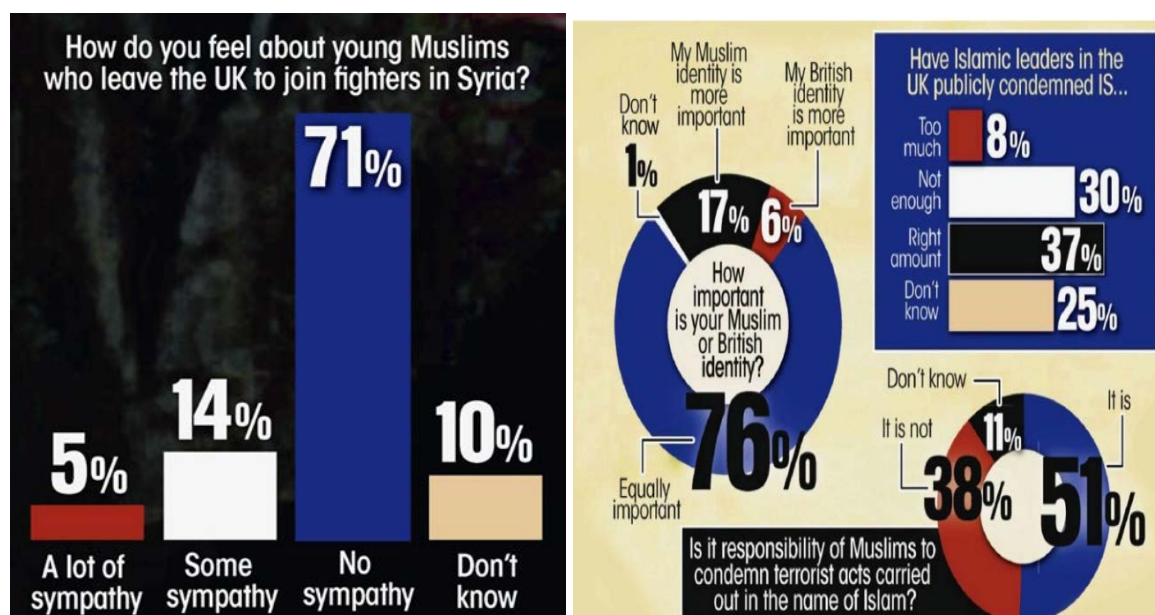 How do you feel about young Muslims
who leave the UK to join fighters in Syria?
5%
14%
71%
10%
A lot of
sympathy
Some
sympathy
No
sympathy
Don't
know
Don't
know
1%
My Muslim
identity is
more
important
17%
My British
identity
is more
important
6%
How
important
is your Muslim
or British
identity?
76%
Equally
important
Have Islamic leaders in the
UK publicly condemned IS...
Too
much
8%
Not
enough
30%
Right
amount
37%
Don't
know
25%
Don't know
11%
It is not
38%
It is
51%
Is it responsibility of Muslims to
condemn terrorist acts carried
out in the name of Islam?